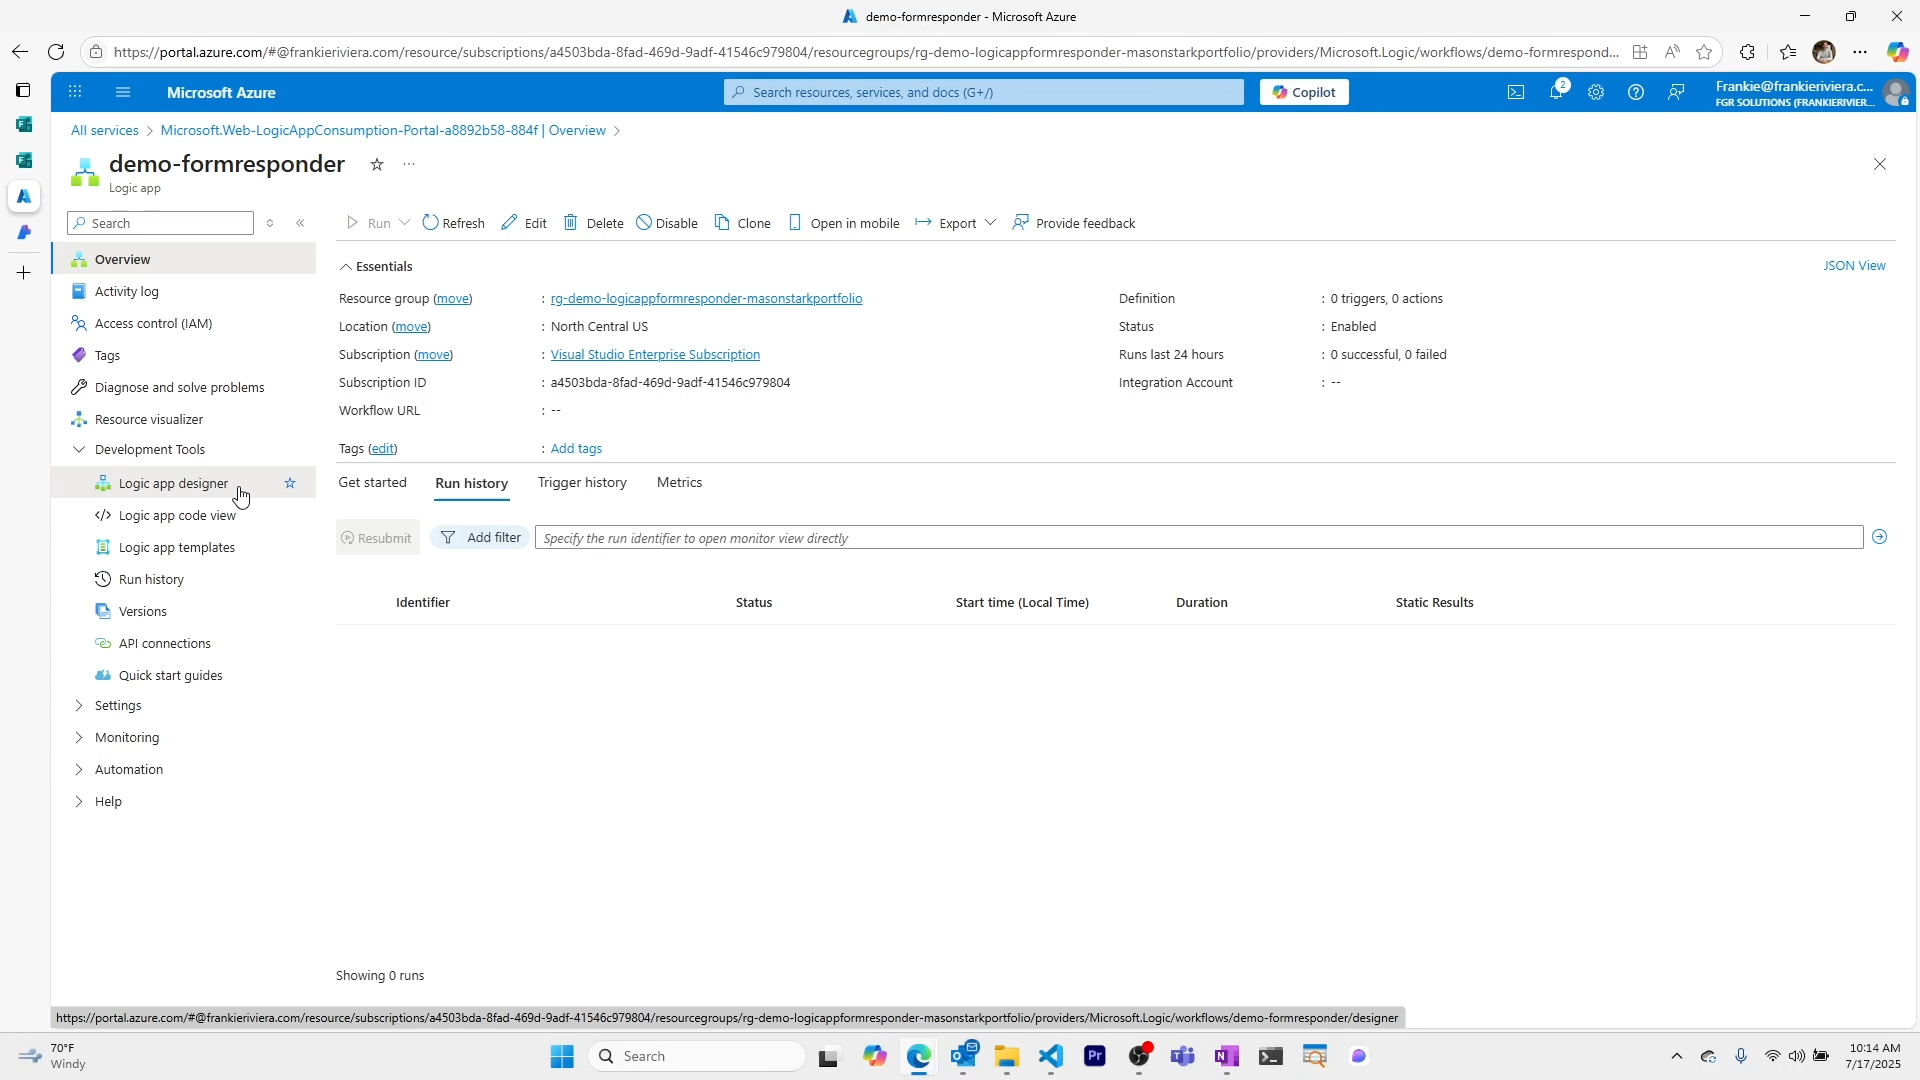 demo-formresponder - Microsoft Azure
https://portal.azure.com/#@frankieriviera.com/resource/subscriptions/a4503bda-8fad-469d-9adf-41546c979804/resourcegroups/rg-demo-logicappformresponder-masonstarkportfolio/providers/Microsoft.Logic/workflows/demo-formrespond...
Microsoft Azure
Search resources, services, and docs (G+/)
Copilot
2
Frankie@frankieriviera.c...
FGR SOLUTIONS (FRANKIERIVIER...
All services > Microsoft.Web-LogicAppConsumption-Portal-a8892b58-884f | Overview >
demo-formresponder
Logic app
Search
Run
Refresh
Edit
Delete
Disable
Clone
Open in mobile
Export
Provide feedback
Overview
Activity log
Access control (IAM)
Tags
Diagnose and solve problems
Resource visualizer
Development Tools
Logic app designer
Logic app code view
Logic app templates
Run history
Versions
API connections
Quick start guides
Settings
Monitoring
Automation
Help
Essentials
JSON View
Resource group (move) : rg-demo-logicappformresponder-masonstarkportfolio
Location (move) : North Central US
Subscription (move) : Visual Studio Enterprise Subscription
Subscription ID : a4503bda-8fad-469d-9adf-41546c979804
Workflow URL : --
Definition : 0 triggers, 0 actions
Status : Enabled
Runs last 24 hours : 0 successful, 0 failed
Integration Account : --
Tags (edit) : Add tags
Get started
Run history
Trigger history
Metrics
Resubmit
Add filter
Specify the run identifier to open monitor view directly
Identifier
Status
Start time (Local Time)
Duration
Static Results
Showing 0 runs
https://portal.azure.com/#@frankieriviera.com/resource/subscriptions/a4503bda-8fad-469d-9adf-41546c979804/resourcegroups/rg-demo-logicappformresponder-masonstarkportfolio/providers/Microsoft.Logic/workflows/demo-formresponder/designer
70°F
Windy
Search
Pr
10:14 AM
7/17/2025